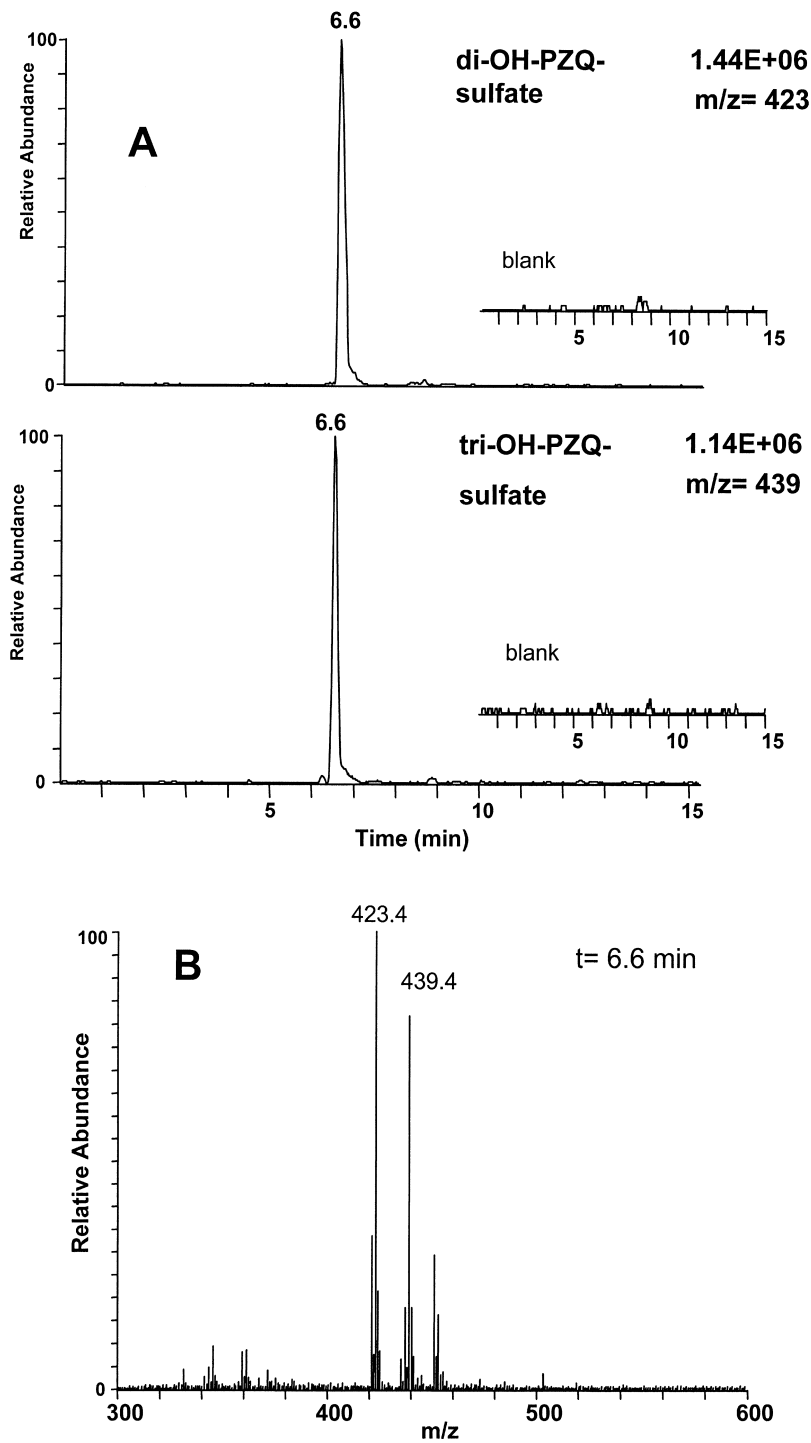 6.6
100
di-OH-PZQ- 1.44E+06
sulfate m/z= 423
A
Relative Abundance
blank
5 10 15
0
6.6
100
tri-OH-PZQ- 1.14E+06
sulfate m/z= 439
Relative Abundance
blank
5 10 15
0
5 10 15
Time (min)
423.4
100
B
t= 6.6 min
439.4
Relative Abundance
0
300 400 500 600
m/z